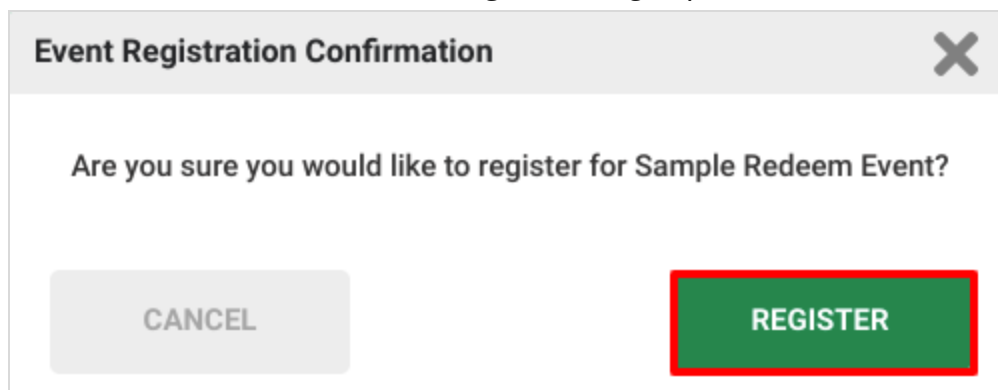 Event Registration Confirmation
Are you sure you would like to register for Sample Redeem Event?
CANCEL
REGISTER